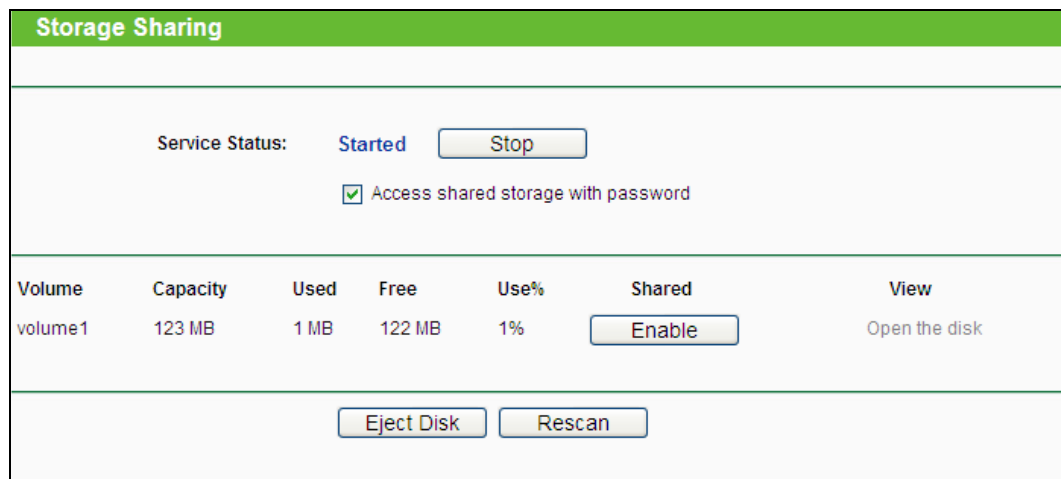 Storage Sharing
Service Status: Started Stop
Access shared storage with password
Volume Capacity Used Free Use% Shared View
volume1 123 MB 1 MB 122 MB 1% Enable Open the disk
Eject Disk Rescan